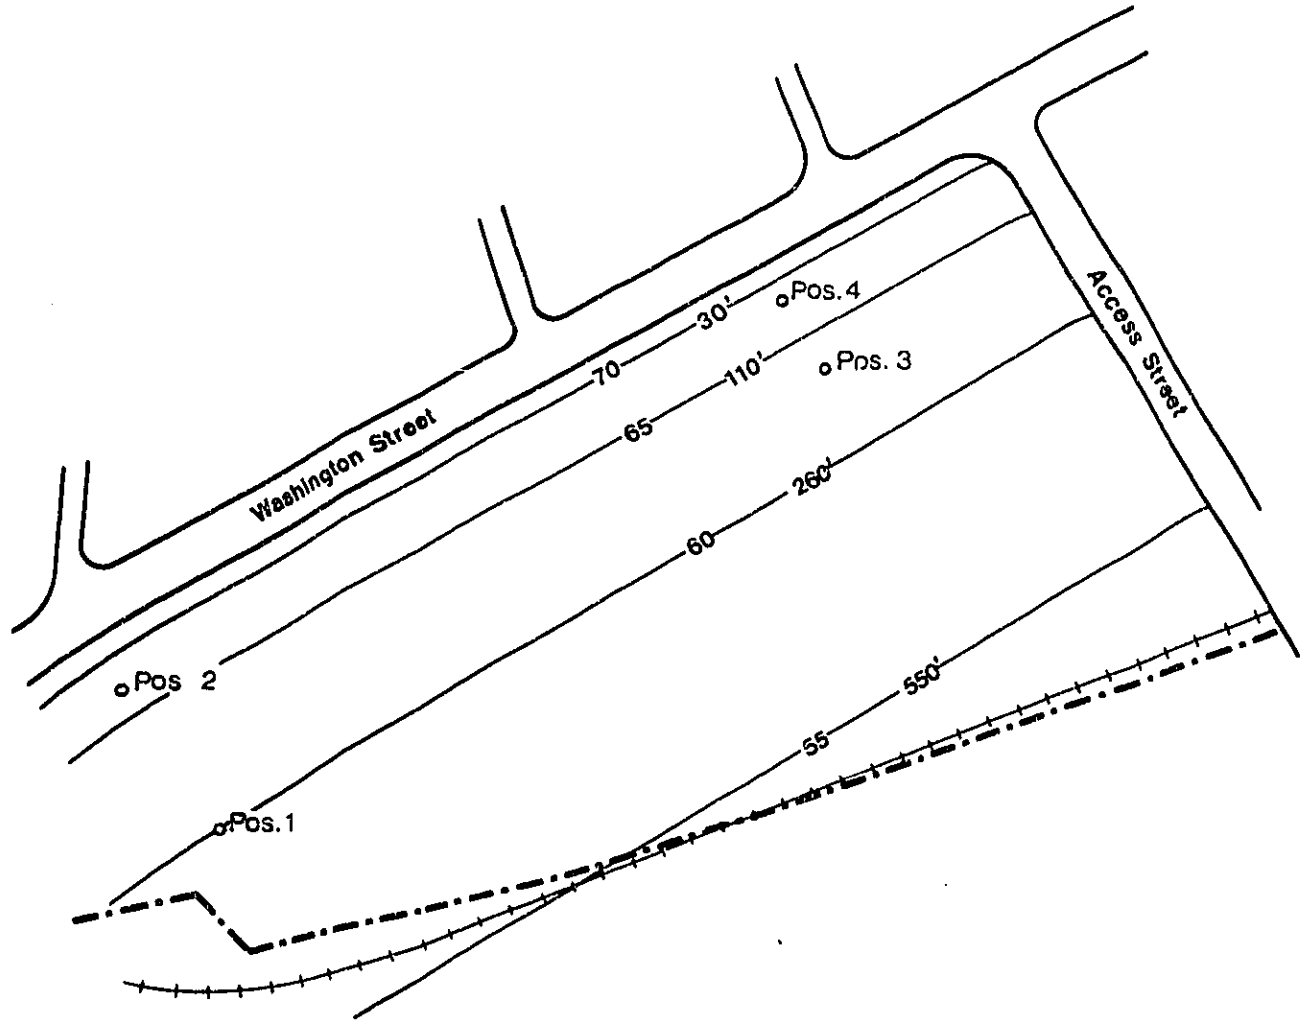 Pos. 4
30'
Access Street
70
110'
Pos. 3
65
Washington Street
260'
60
Pos 2
550'
55
Pos. 1